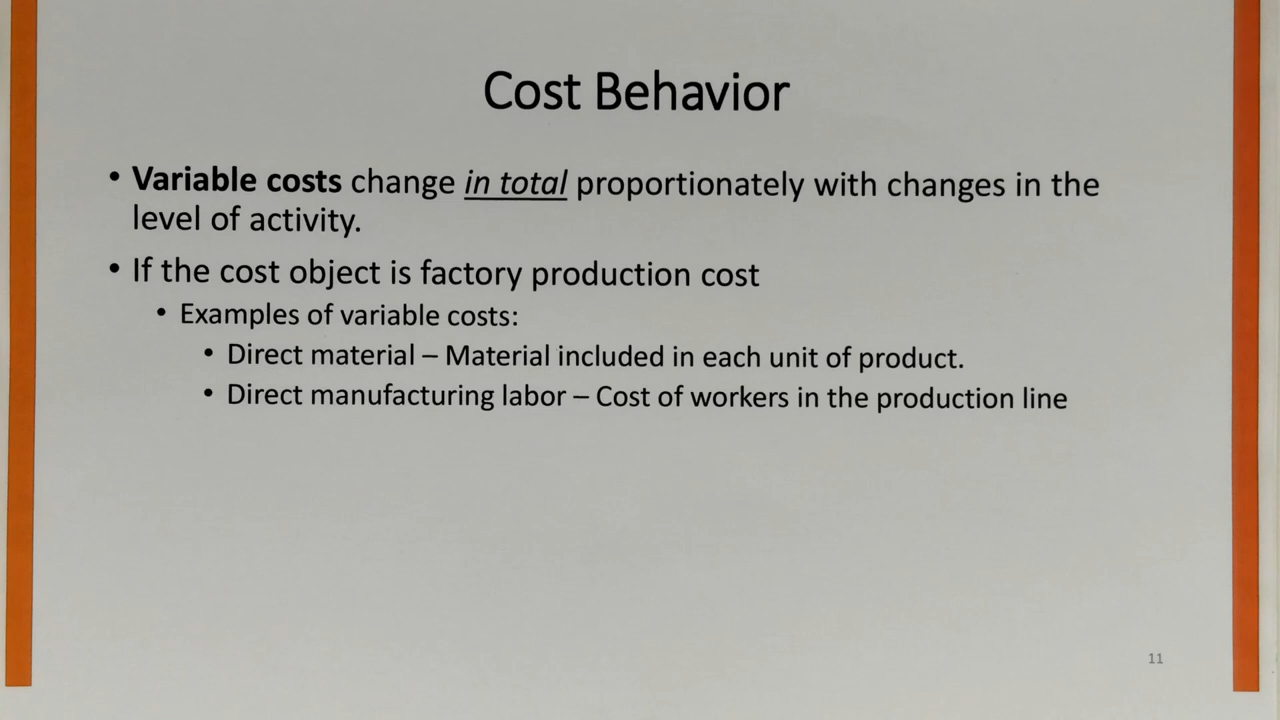 Cost Behavior
• Variable costs change in total proportionately with changes in the
level of activity.
• If the cost object is factory production cost
• Examples of variable costs:
• Direct material – Material included in each unit of product.
• Direct manufacturing labor – Cost of workers in the production line
11